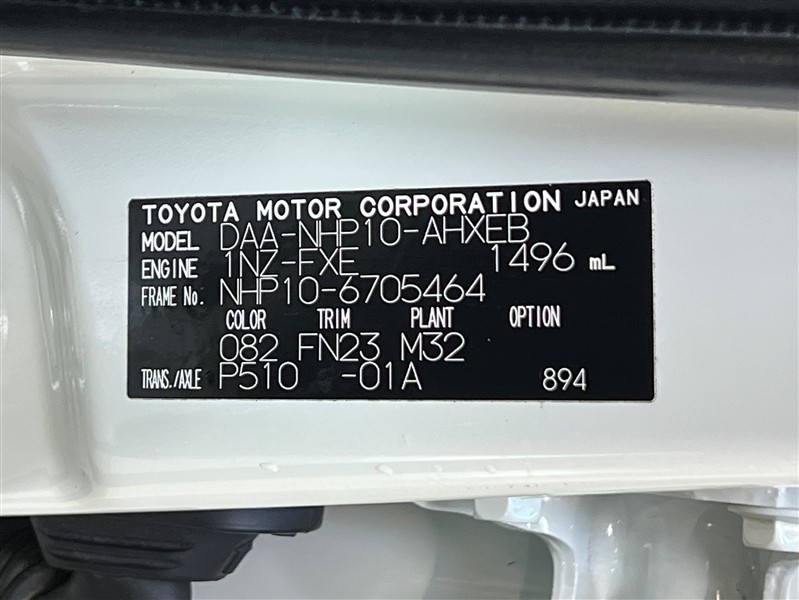 TOYOTA MOTOR CORPORATION JAPAN
MODEL DAA-NHP10-AHXEB
ENGINE 1NZ-FXE 1496 mL
FRAME No. NHP10-6705464
COLOR TRIM PLANT OPTION
082 FN23 M32
TRANS./AXLE P510 -01A 894